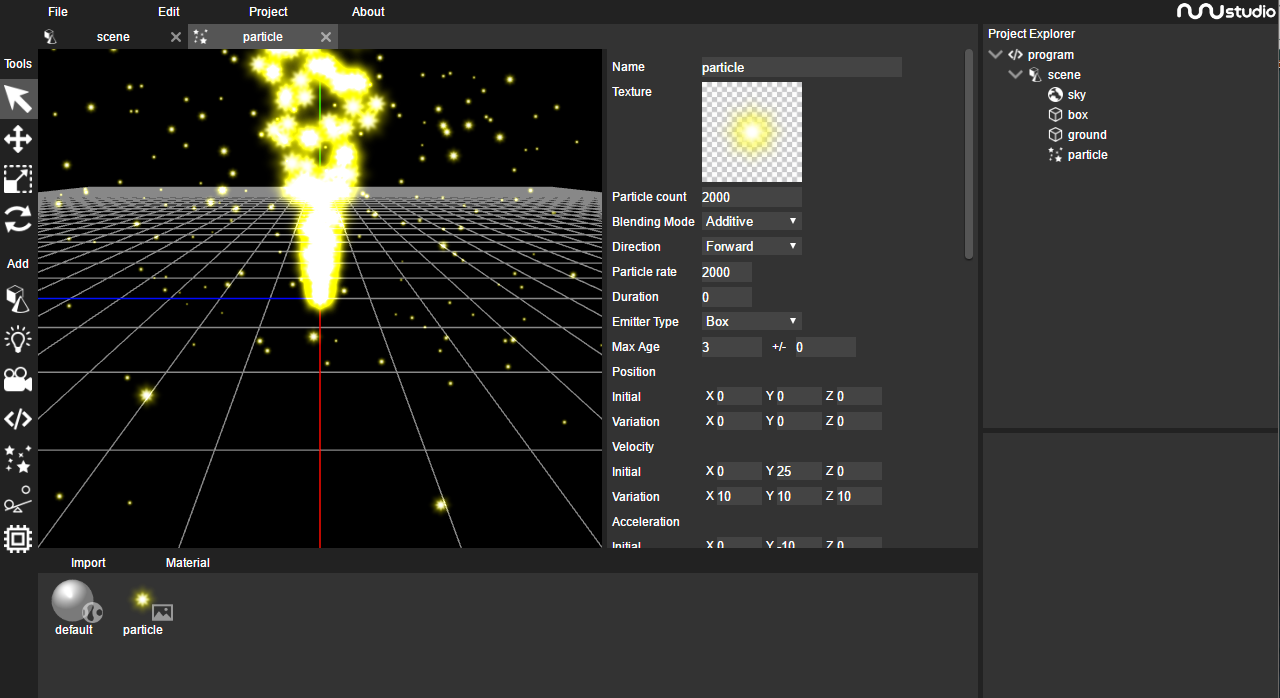 File Edit Project About
nunustudio
scene particle
Project Explorer
program
scene
sky
box
ground
particle
Tools
Add
Name particle
Texture
Particle count 2000
Blending Mode Additive
Direction Forward
Particle rate 2000
Duration 0
Emitter Type Box
Max Age 3 +/- 0
Position
Initial X 0 Y 0 Z 0
Variation X 0 Y 0 Z 0
Velocity
Initial X 0 Y 25 Z 0
Variation X 10 Y 10 Z 10
Acceleration
Initial X 0 Y -10 Z 0
Import Material
default particle